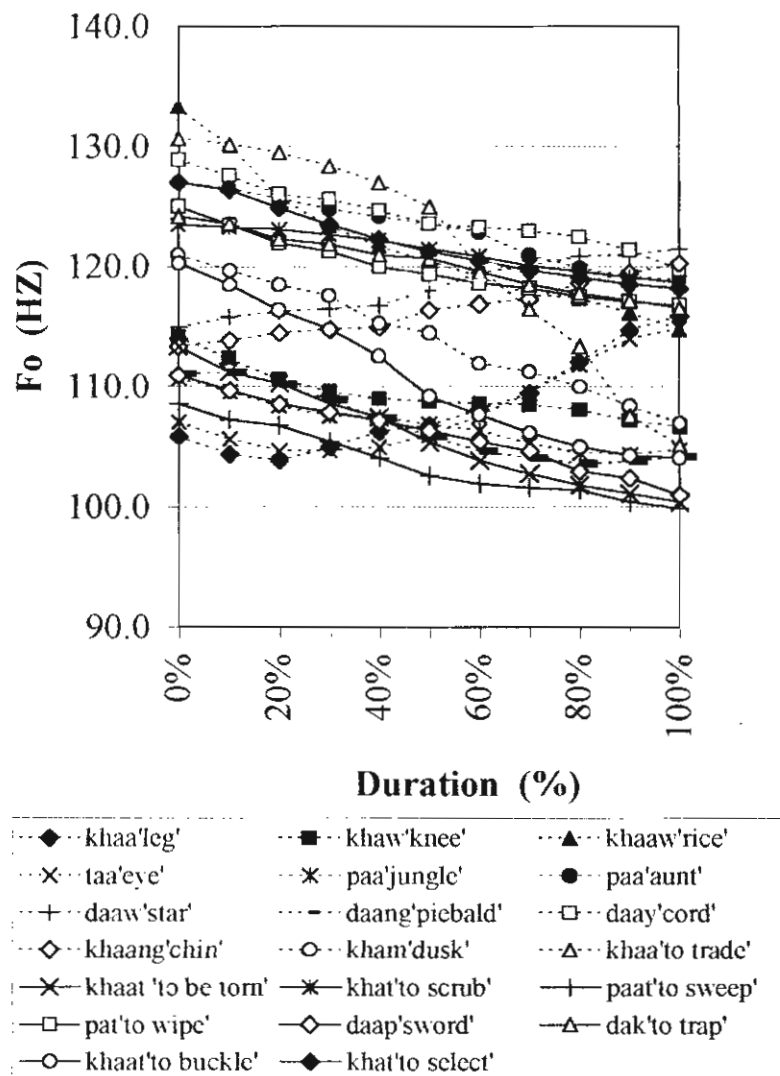 140.0
130.0
120.0
110.0
100.0
90.0
Fo (HZ)
0% 20% 40% 60% 80% 100%
Duration (%)
khaa'leg' khaw'knee' khaaw'rice'
taa'eye' paa'jungle' paa'aunt'
daaw'star' daang'piebald' daay'cord'
khaang'chin' kham'dusk' khaa'to trade'
khaat 'to be torn' khat'to scrub' paat'to sweep'
pat'to wipe' daap'sword' dak'to trap'
khaat'to buckle' khat'to select'